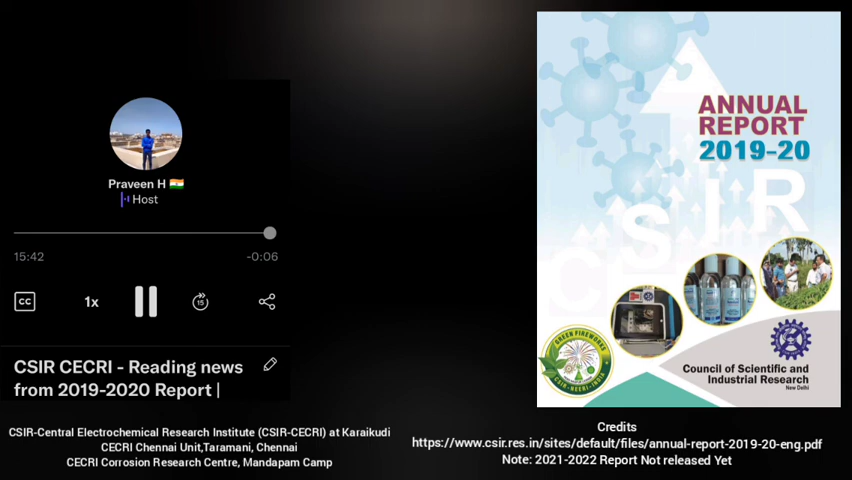 Praveen H 🇮🇳
Host
15:42
-0:06
CC
1x
15
CSIR CECRI - Reading news
from 2019-2020 Report |
CSIR-Central Electrochemical Research Institute (CSIR-CECRI) at Karaikudi
CECRI Chennai Unit,Taramani, Chennai
CECRI Corrosion Research Centre, Mandapam Camp
ANNUAL
REPORT
2019-20
CSIR
GREEN FIREWORKS
CSIR-NEERI-INDIA
Council of Scientific and
Industrial Research
New Delhi
Credits
https://www.csir.res.in/sites/default/files/annual-report-2019-20-eng.pdf
Note: 2021-2022 Report Not released Yet